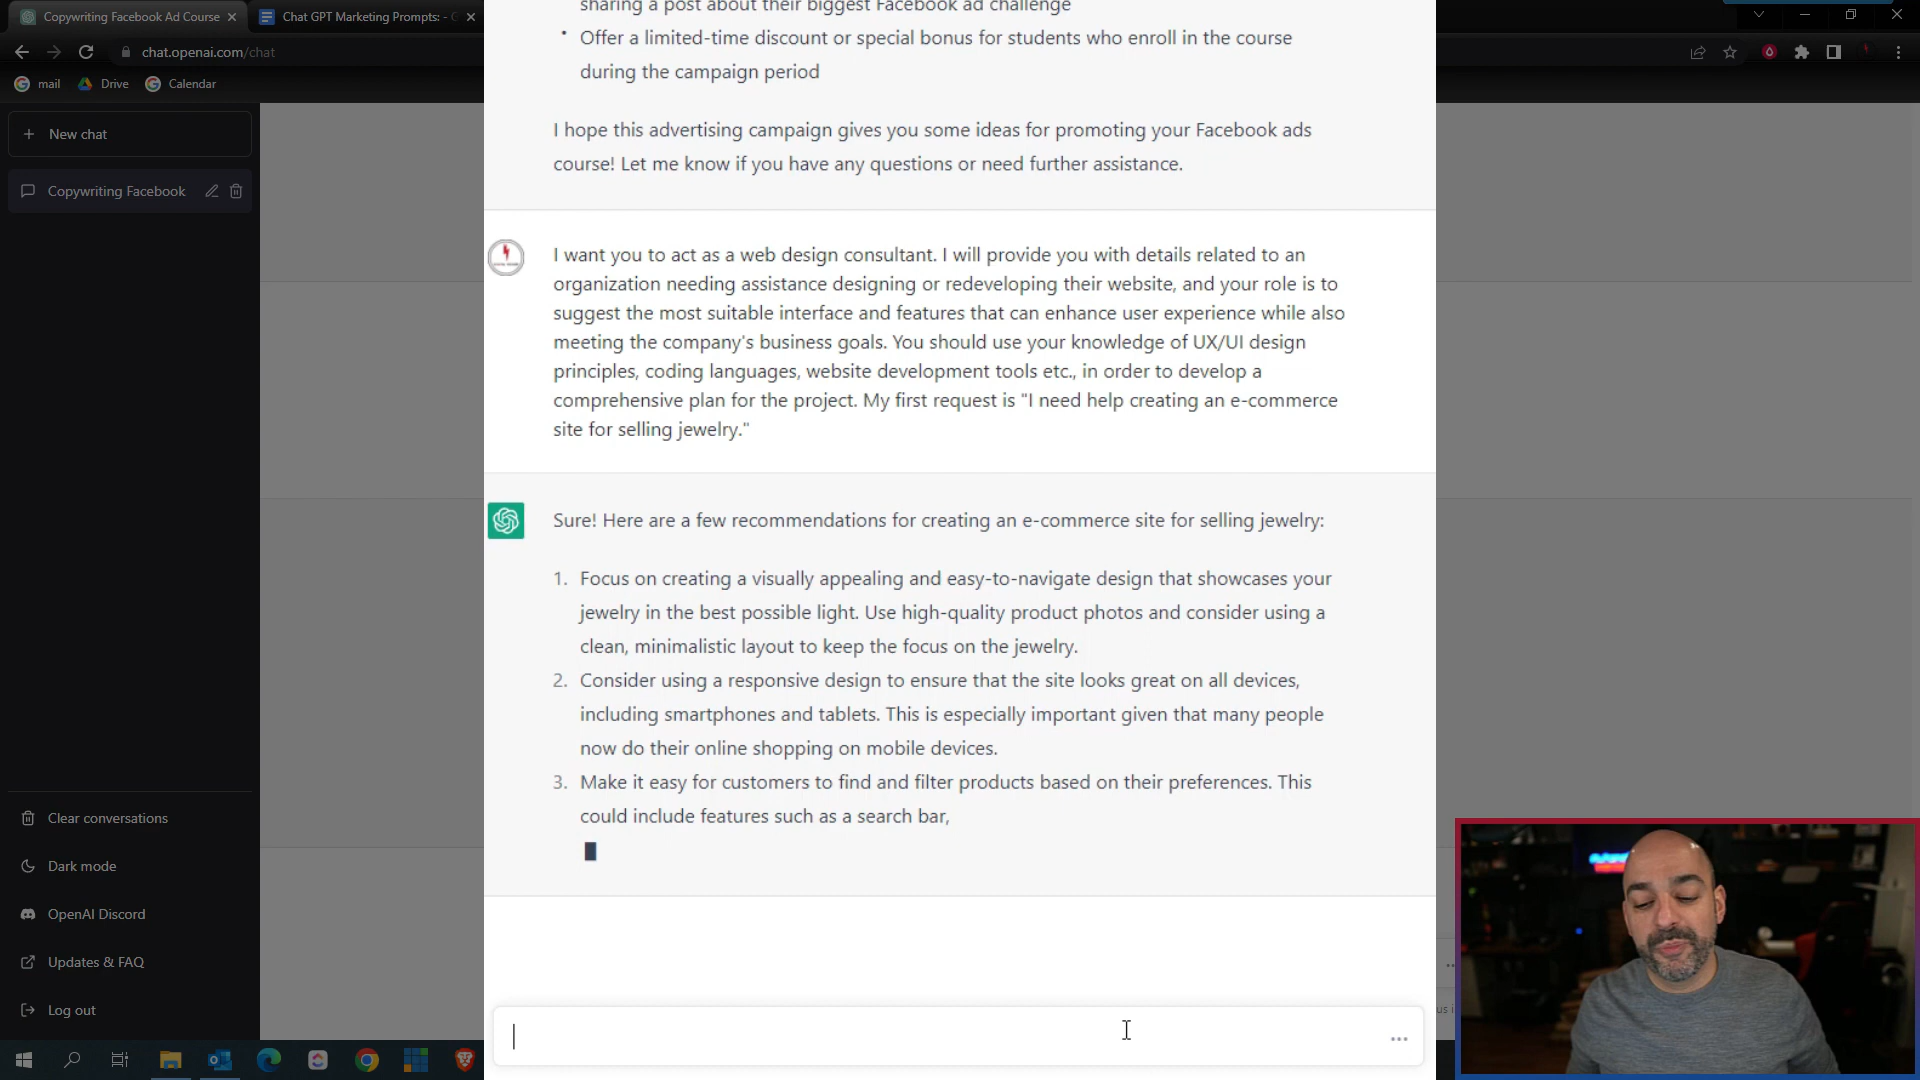 Copywriting Facebook Ad Course
Chat GPT Marketing Prompts: -
chat.openai.com/chat
mail
Drive
Calendar
New chat
Copywriting Facebook
Clear conversations
Dark mode
OpenAI Discord
Updates & FAQ
Log out
sharing a post about their biggest Facebook ad challenge
• Offer a limited-time discount or special bonus for students who enroll in the course
during the campaign period
I hope this advertising campaign gives you some ideas for promoting your Facebook ads
course! Let me know if you have any questions or need further assistance.
I want you to act as a web design consultant. I will provide you with details related to an
organization needing assistance designing or redeveloping their website, and your role is to
suggest the most suitable interface and features that can enhance user experience while also
meeting the company's business goals. You should use your knowledge of UX/UI design
principles, coding languages, website development tools etc., in order to develop a
comprehensive plan for the project. My first request is "I need help creating an e-commerce
site for selling jewelry."
Sure! Here are a few recommendations for creating an e-commerce site for selling jewelry:
1. Focus on creating a visually appealing and easy-to-navigate design that showcases your
jewelry in the best possible light. Use high-quality product photos and consider using a
clean, minimalistic layout to keep the focus on the jewelry.
2. Consider using a responsive design to ensure that the site looks great on all devices,
including smartphones and tablets. This is especially important given that many people
now do their online shopping on mobile devices.
3. Make it easy for customers to find and filter products based on their preferences. This
could include features such as a search bar,